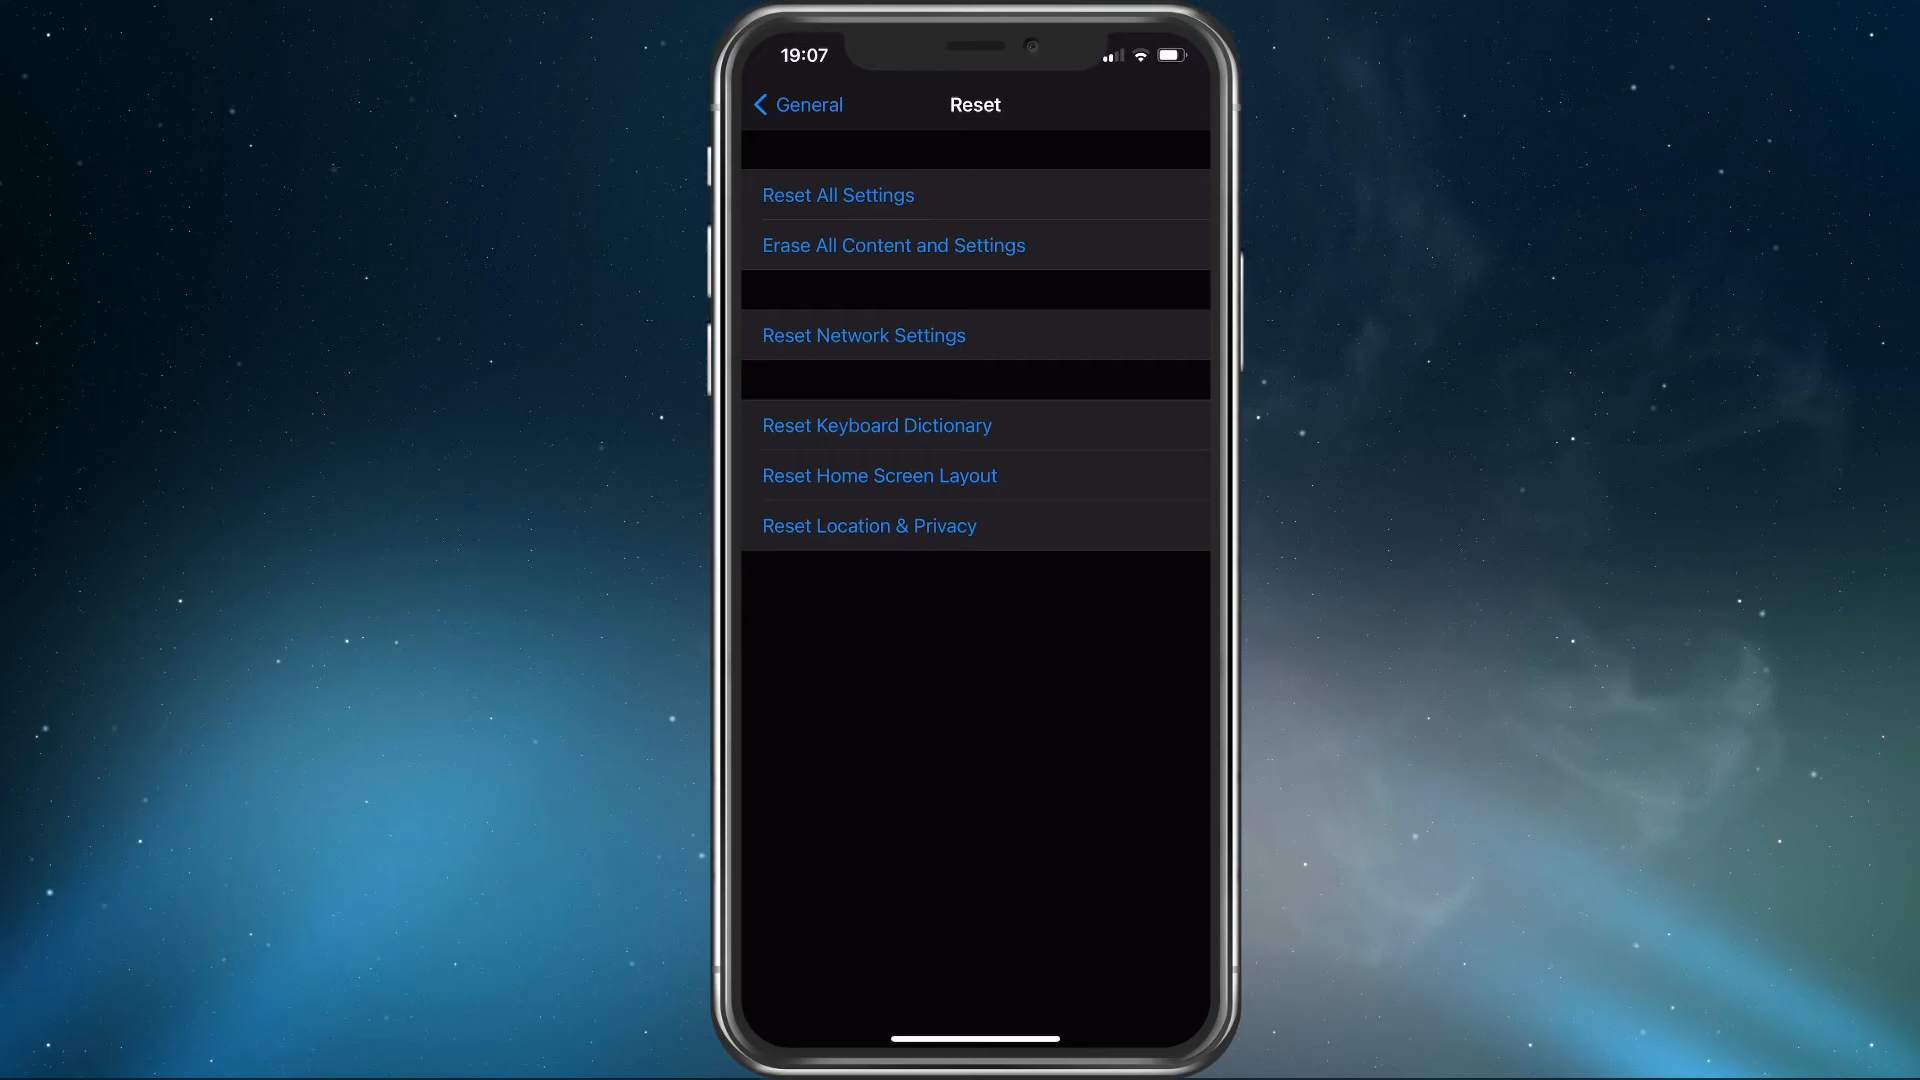 19:07
General
Reset
Reset All Settings
Erase All Content and Settings
Reset Network Settings
Reset Keyboard Dictionary
Reset Home Screen Layout
Reset Location & Privacy